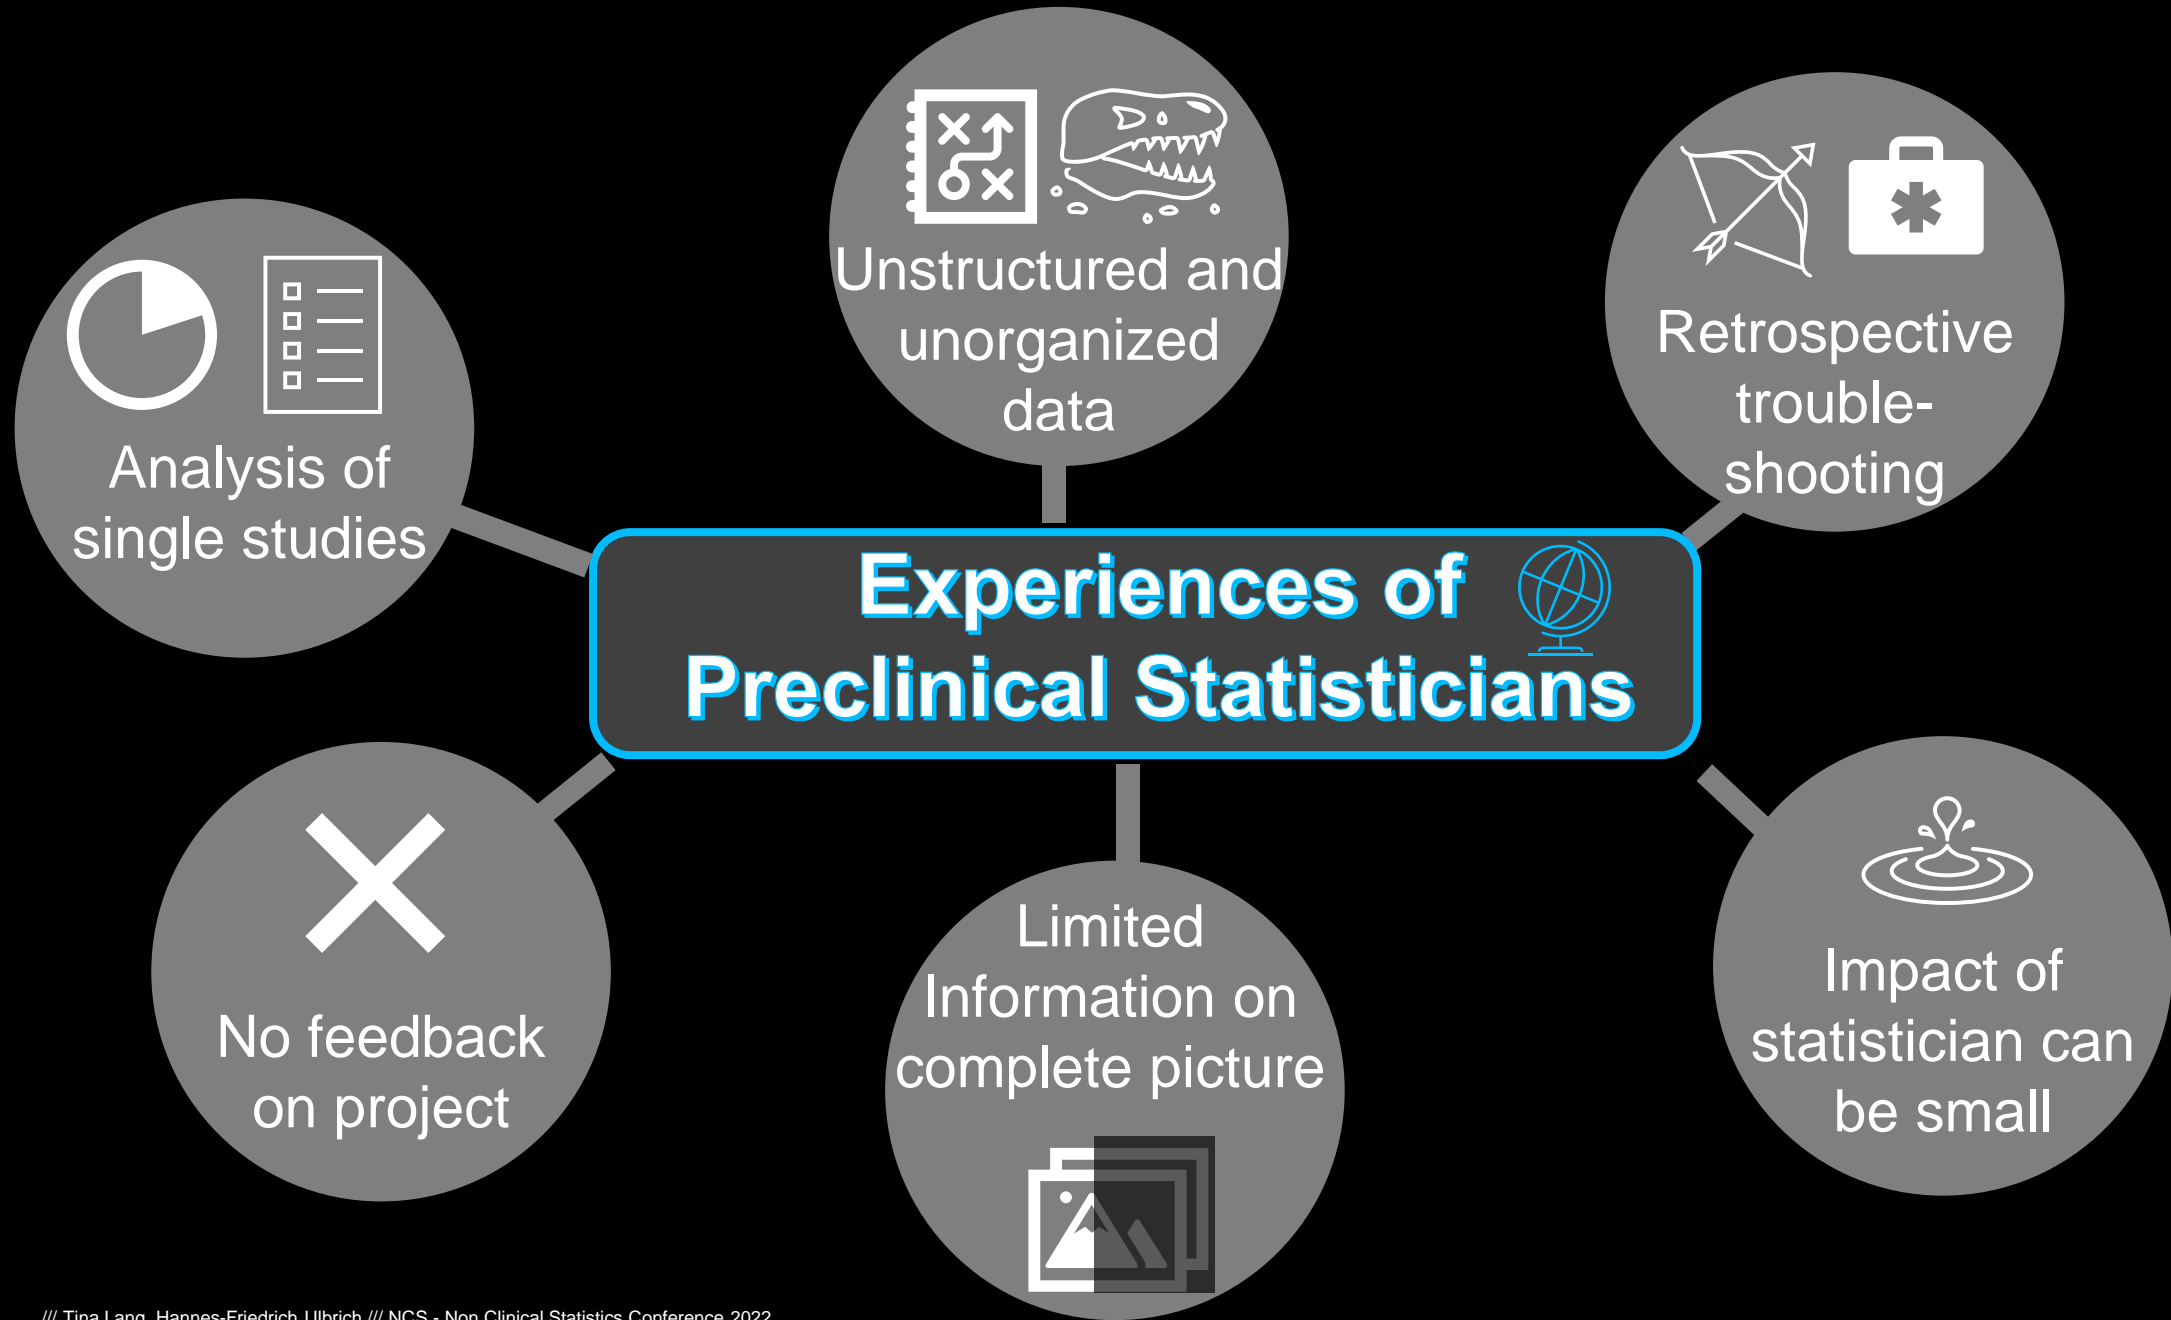 Unstructured and
unorganized
data
Retrospective
trouble-
shooting
Analysis of
single studies
Experiences of
Preclinical Statisticians
No feedback
on project
Limited
Information on
complete picture
Impact of
statistician can
be small
/// Tina Lang, Hannes-Friedrich Ulbrich /// NCS - Non Clinical Statistics Conference 2022